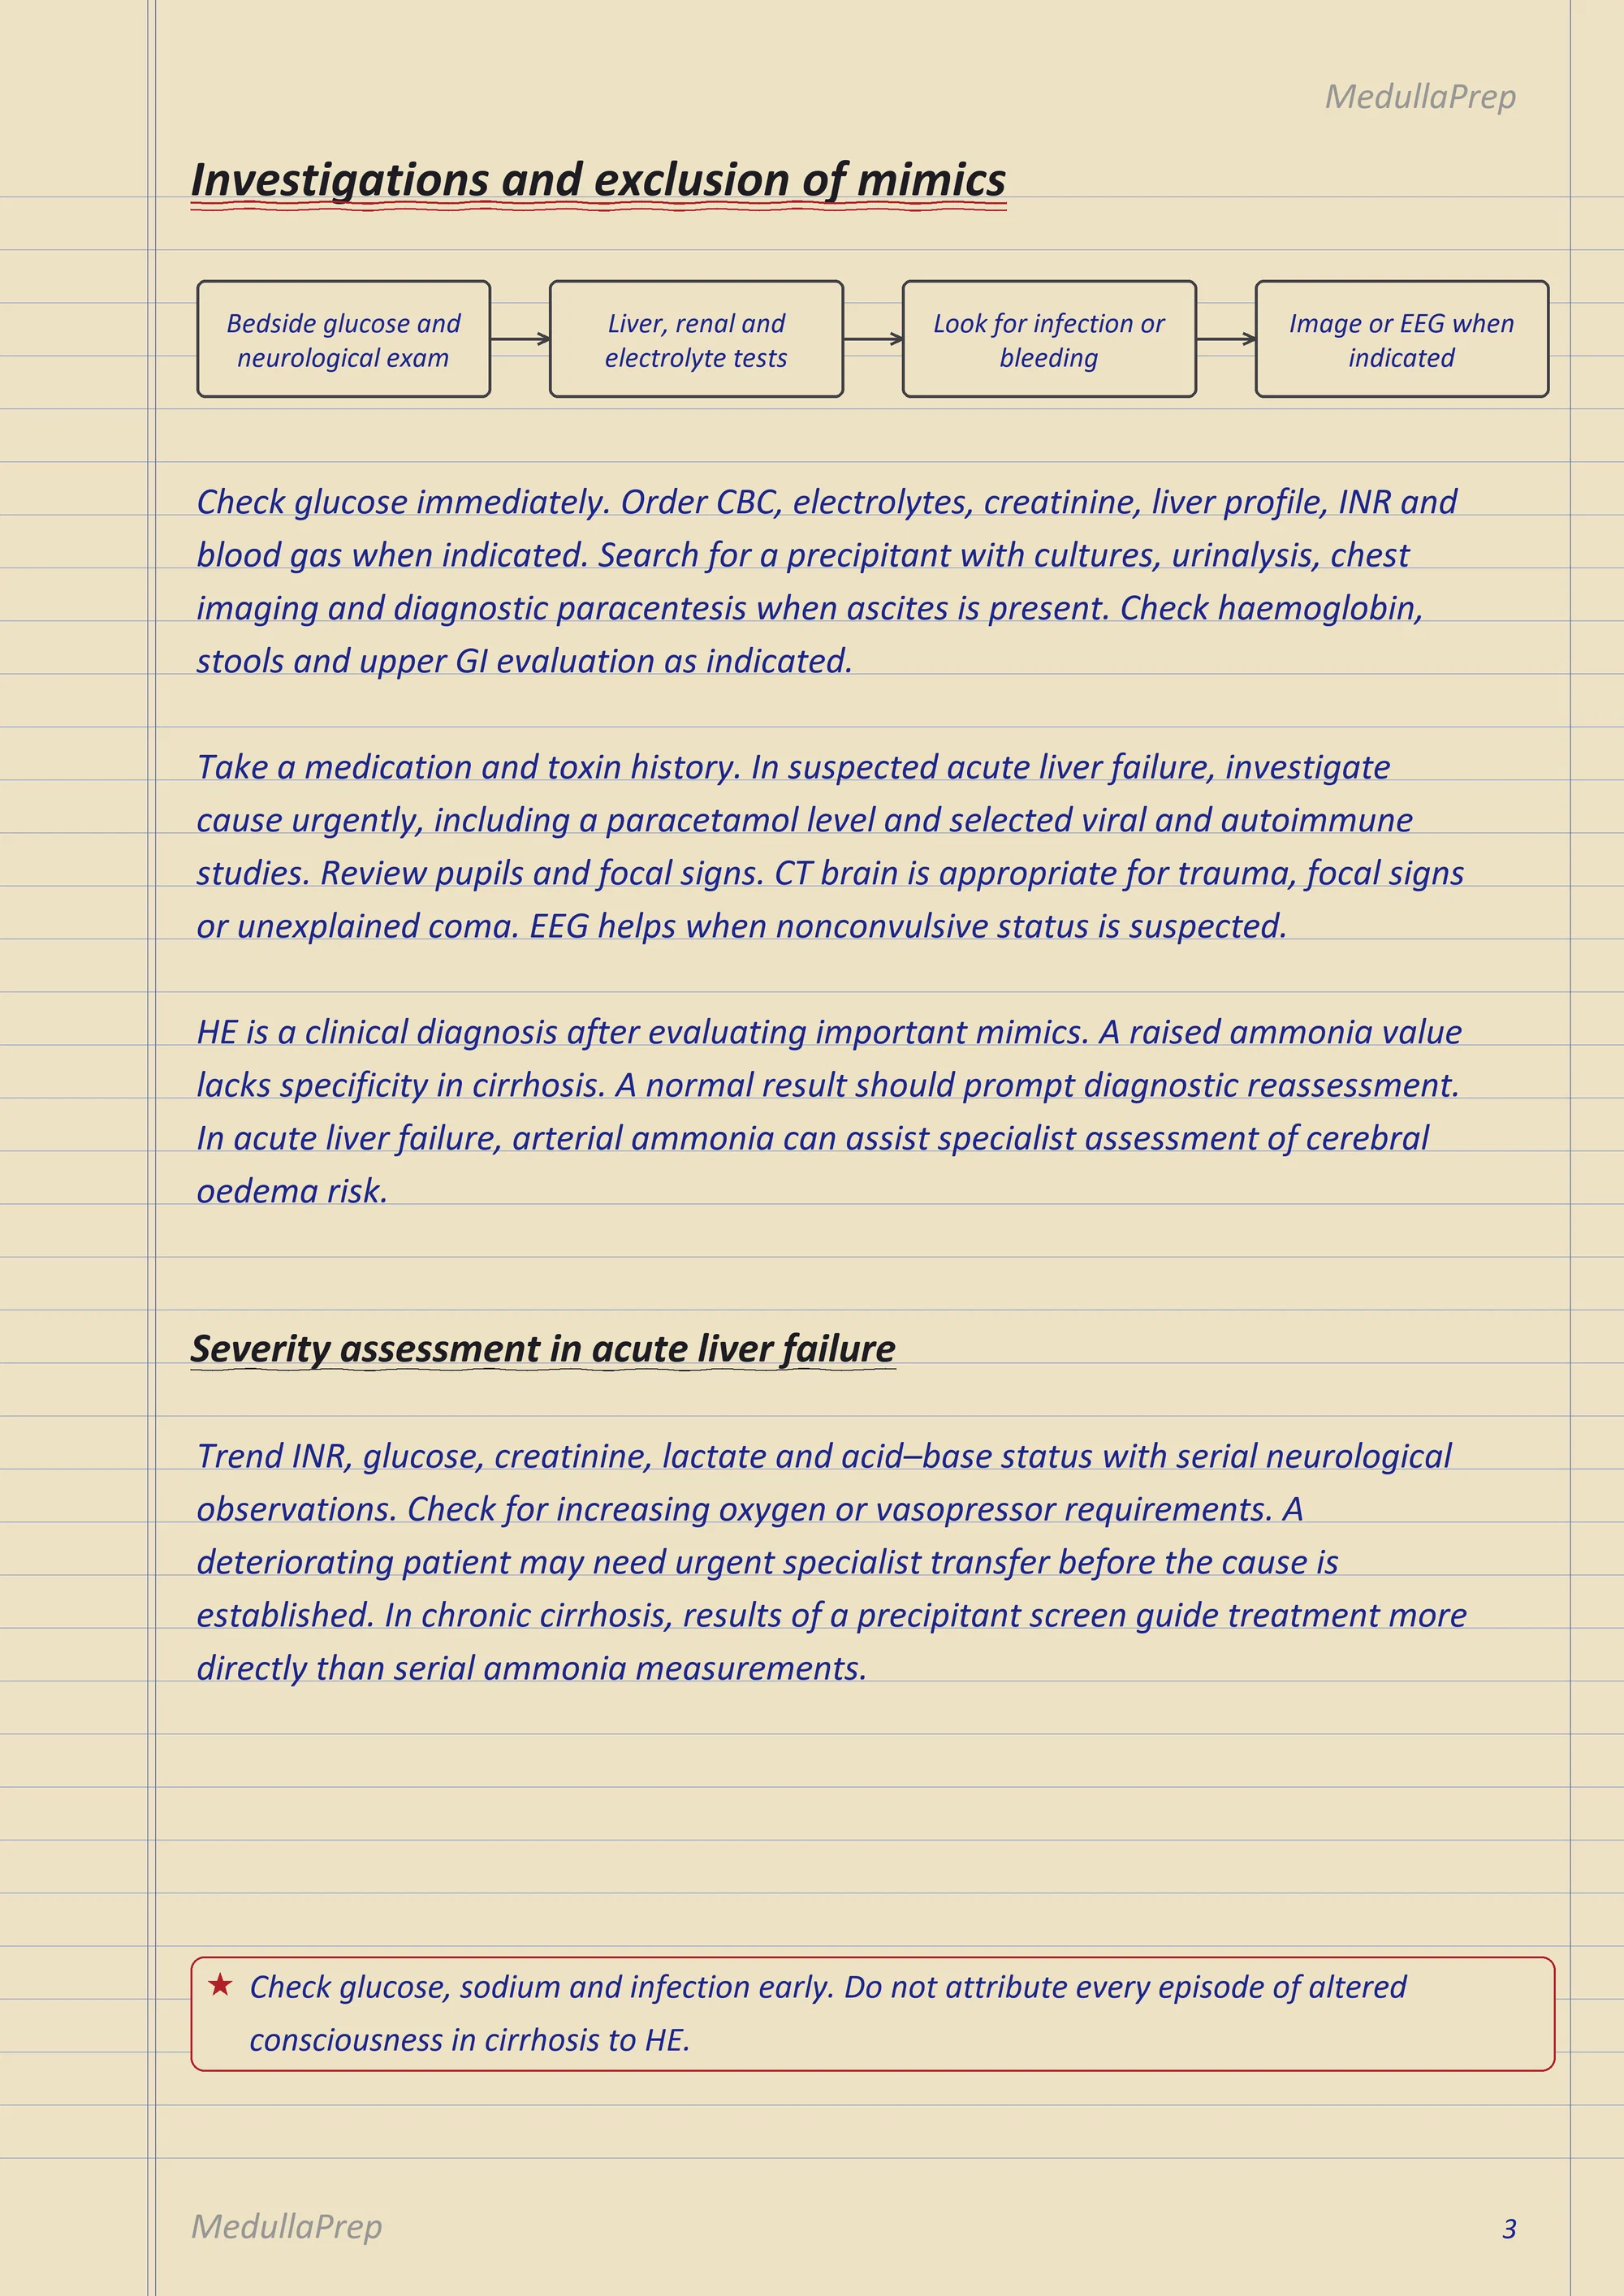 MedullaPrep
Investigations and exclusion of mimics
Bedside glucose and
neurological exam
Liver, renal and
electrolyte tests
Look for infection or
bleeding
Image or EEG when
indicated
Check glucose immediately. Order CBC, electrolytes, creatinine, liver profile, INR and
blood gas when indicated. Search for a precipitant with cultures, urinalysis, chest
imaging and diagnostic paracentesis when ascites is present. Check haemoglobin,
stools and upper GI evaluation as indicated.
Take a medication and toxin history. In suspected acute liver failure, investigate
cause urgently, including a paracetamol level and selected viral and autoimmune
studies. Review pupils and focal signs. CT brain is appropriate for trauma, focal signs
or unexplained coma. EEG helps when nonconvulsive status is suspected.
HE is a clinical diagnosis after evaluating important mimics. A raised ammonia value
lacks specificity in cirrhosis. A normal result should prompt diagnostic reassessment.
In acute liver failure, arterial ammonia can assist specialist assessment of cerebral
oedema risk.
Severity assessment in acute liver failure
Trend INR, glucose, creatinine, lactate and acid–base status with serial neurological
observations. Check for increasing oxygen or vasopressor requirements. A
deteriorating patient may need urgent specialist transfer before the cause is
established. In chronic cirrhosis, results of a precipitant screen guide treatment more
directly than serial ammonia measurements.
★ Check glucose, sodium and infection early. Do not attribute every episode of altered
consciousness in cirrhosis to HE.
MedullaPrep
3